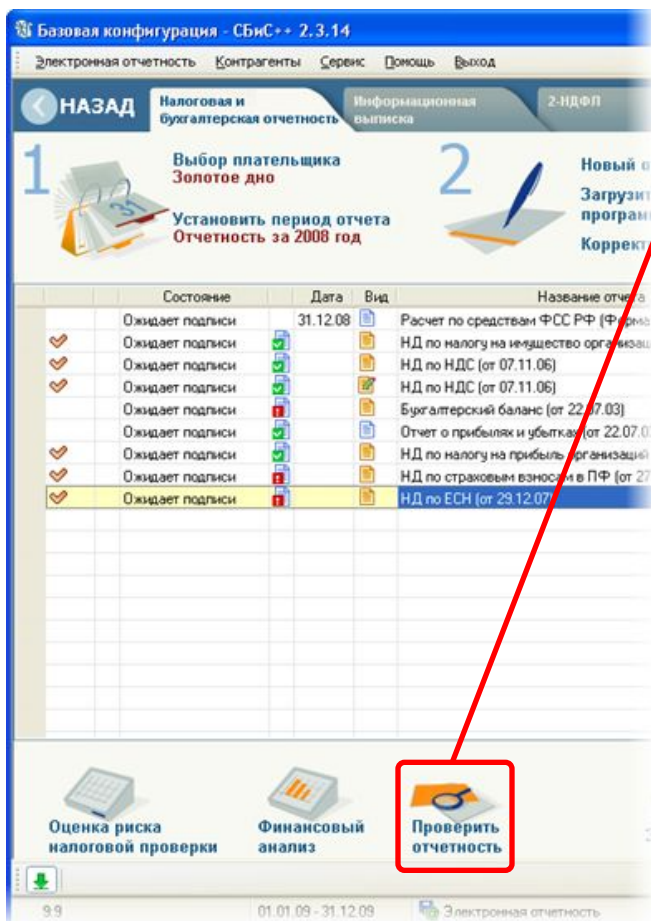 Базовая конфигурация - СБиС++ 2.3.14
Электронная отчетность Контрагенты Сервис Помощь Выход
НАЗАД
Налоговая и
бухгалтерская отчетность
Информационная
выписка
2-НДФЛ
1
Выбор плательщика
Золотое дно
Установить период отчета
Отчетность за 2008 год
2
Новый
Загрузит
програм
Коррект
Состояние Дата Вид Название отчета
Ожидает подписи 31.12.08 Расчет по средствам ФСС РФ (Форма
Ожидает подписи НД по налогу на имущество организац
Ожидает подписи НД по НДС (от 07.11.06)
Ожидает подписи НД по НДС (от 07.11.06)
Ожидает подписи Бухгалтерский баланс (от 22.07.03)
Ожидает подписи Отчет о прибылях и убытках (от 22.07.0
Ожидает подписи НД по налогу на прибыль организаций
Ожидает подписи НД по страховым взносам в ПФ (от 27
Ожидает подписи НД по ЕСН (от 29.12.07)
Оценка риска
налоговой проверки
Финансовый
анализ
Проверить
отчетность
9:9 01.01.09 - 31.12.09 Электронная отчетность